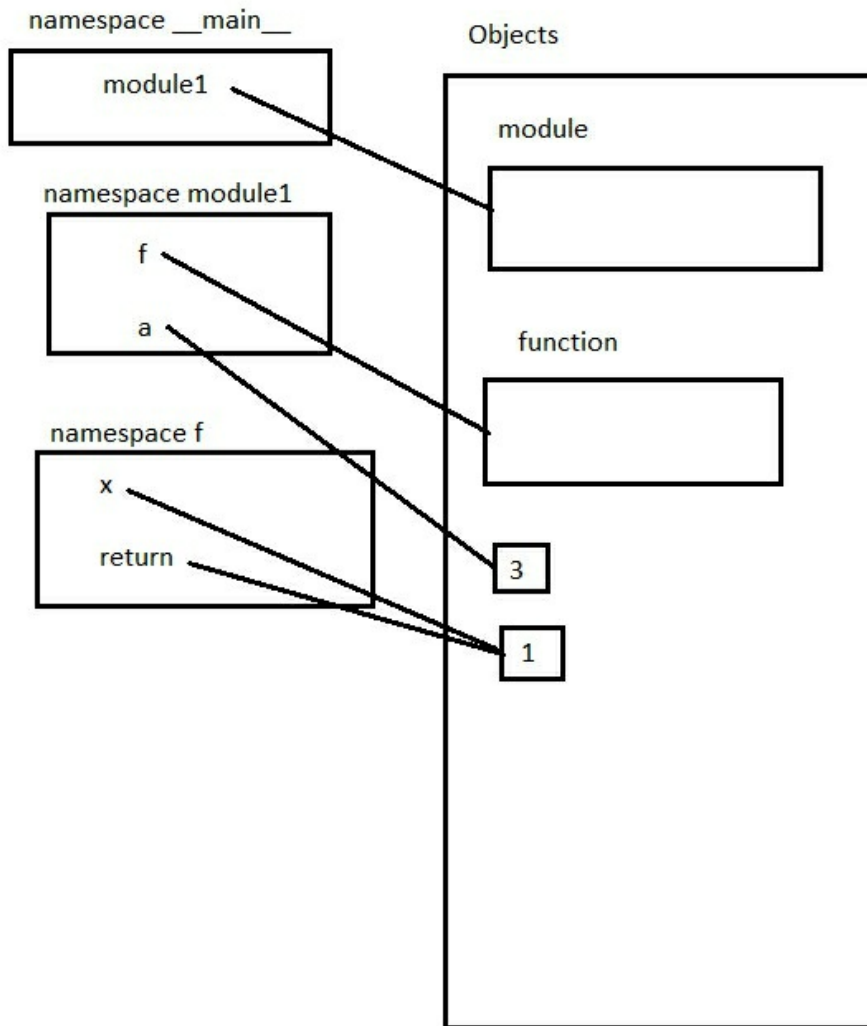 namespace __main__
module1
namespace module1
f
a
namespace f
x
return
Objects
module
function
3
1